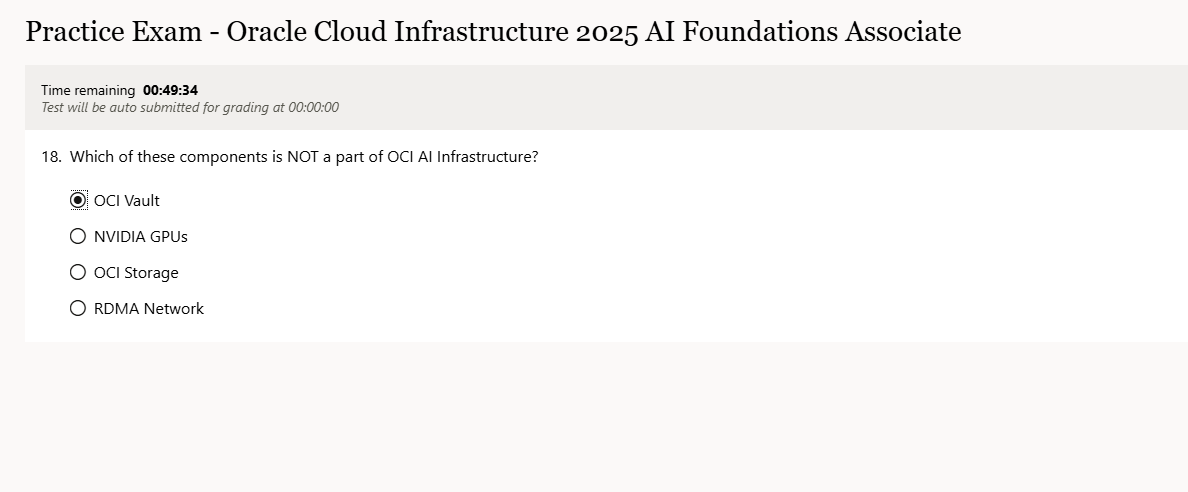 Practice Exam - Oracle Cloud Infrastructure 2025 AI Foundations Associate
Time remaining 00:49:34
Test will be auto submitted for grading at 00:00:00
18. Which of these components is NOT a part of OCI AI Infrastructure?
OCI Vault
NVIDIA GPUs
OCI Storage
RDMA Network